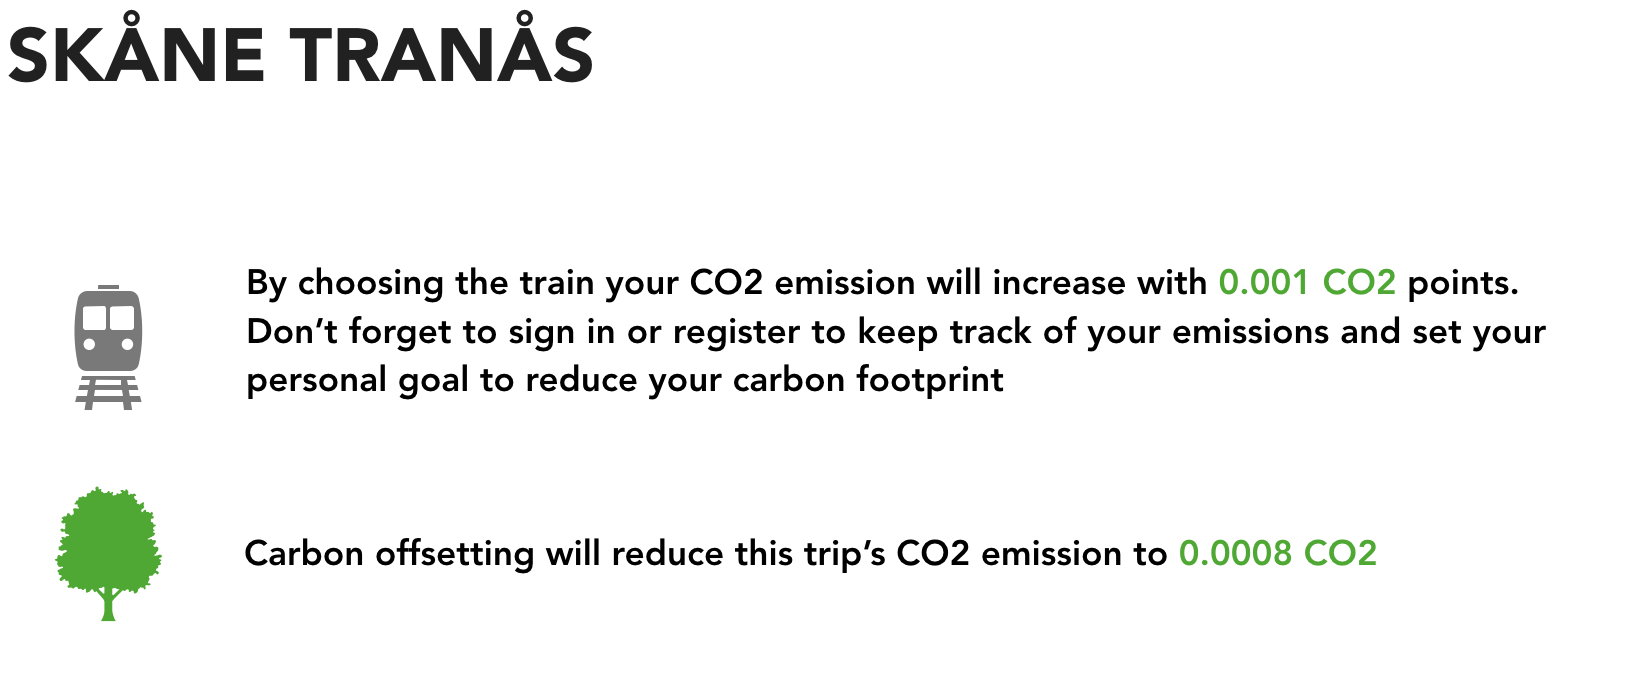 SKÅNE TRANÅS
By choosing the train your CO2 emission will increase with 0.001 CO2 points.
Don’t forget to sign in or register to keep track of your emissions and set your
personal goal to reduce your carbon footprint
Carbon offsetting will reduce this trip’s CO2 emission to 0.0008 CO2